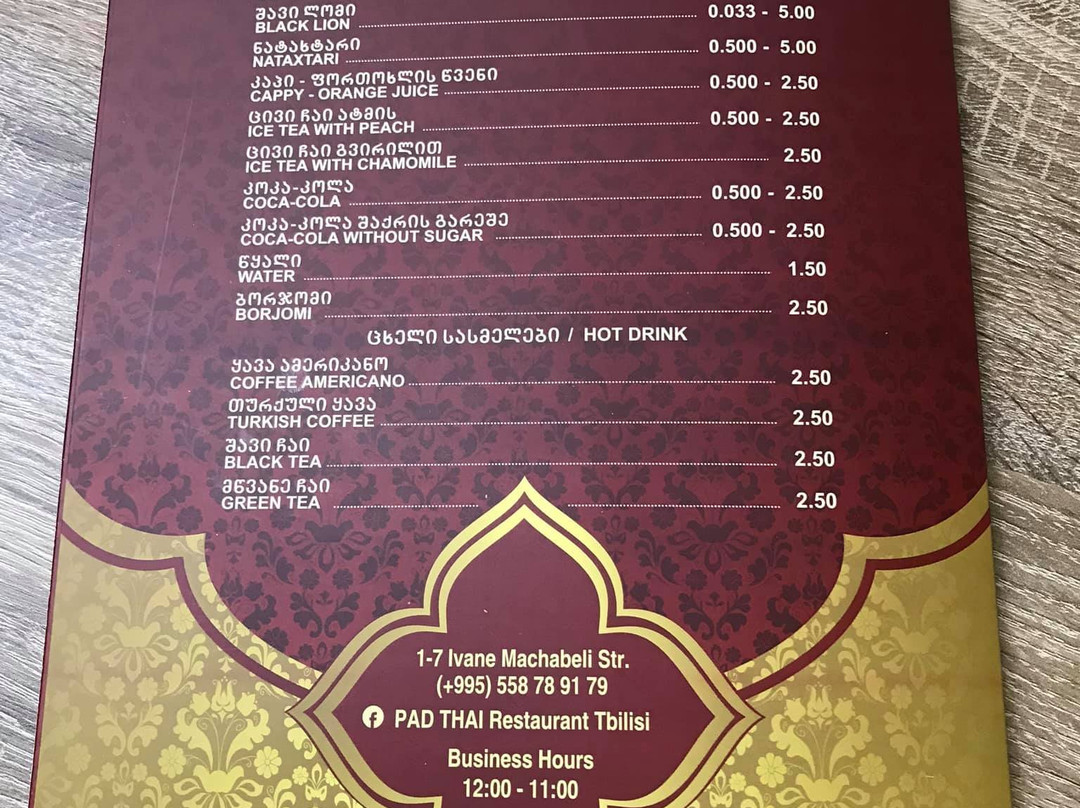 შავი ლომი
BLACK LION 0.033 - 5.00
ნატახტარი
NATAXTARI 0.500 - 5.00
კაპი - ფორთოხლის წვენი
CAPPY - ORANGE JUICE 0.500 - 2.50
ცივი ჩაი ატმის
ICE TEA WITH PEACH 0.500 - 2.50
ცივი ჩაი გვირილით
ICE TEA WITH CHAMOMILE 2.50
კოკა-კოლა
COCA-COLA 0.500 - 2.50
კოკა-კოლა შაქრის გარეშე
COCA-COLA WITHOUT SUGAR 0.500 - 2.50
წყალი
WATER 1.50
ბორჯომი
BORJOMI 2.50
ცხელი სასმელები / HOT DRINK
ყავა ამერიკანო
COFFEE AMERICANO 2.50
თურქული ყავა
TURKISH COFFEE 2.50
შავი ჩაი
BLACK TEA 2.50
მწვანე ჩაი
GREEN TEA 2.50
1-7 Ivane Machabeli Str.
(+995) 558 78 91 79
PAD THAI Restaurant Tbilisi
Business Hours
12:00 - 11:00